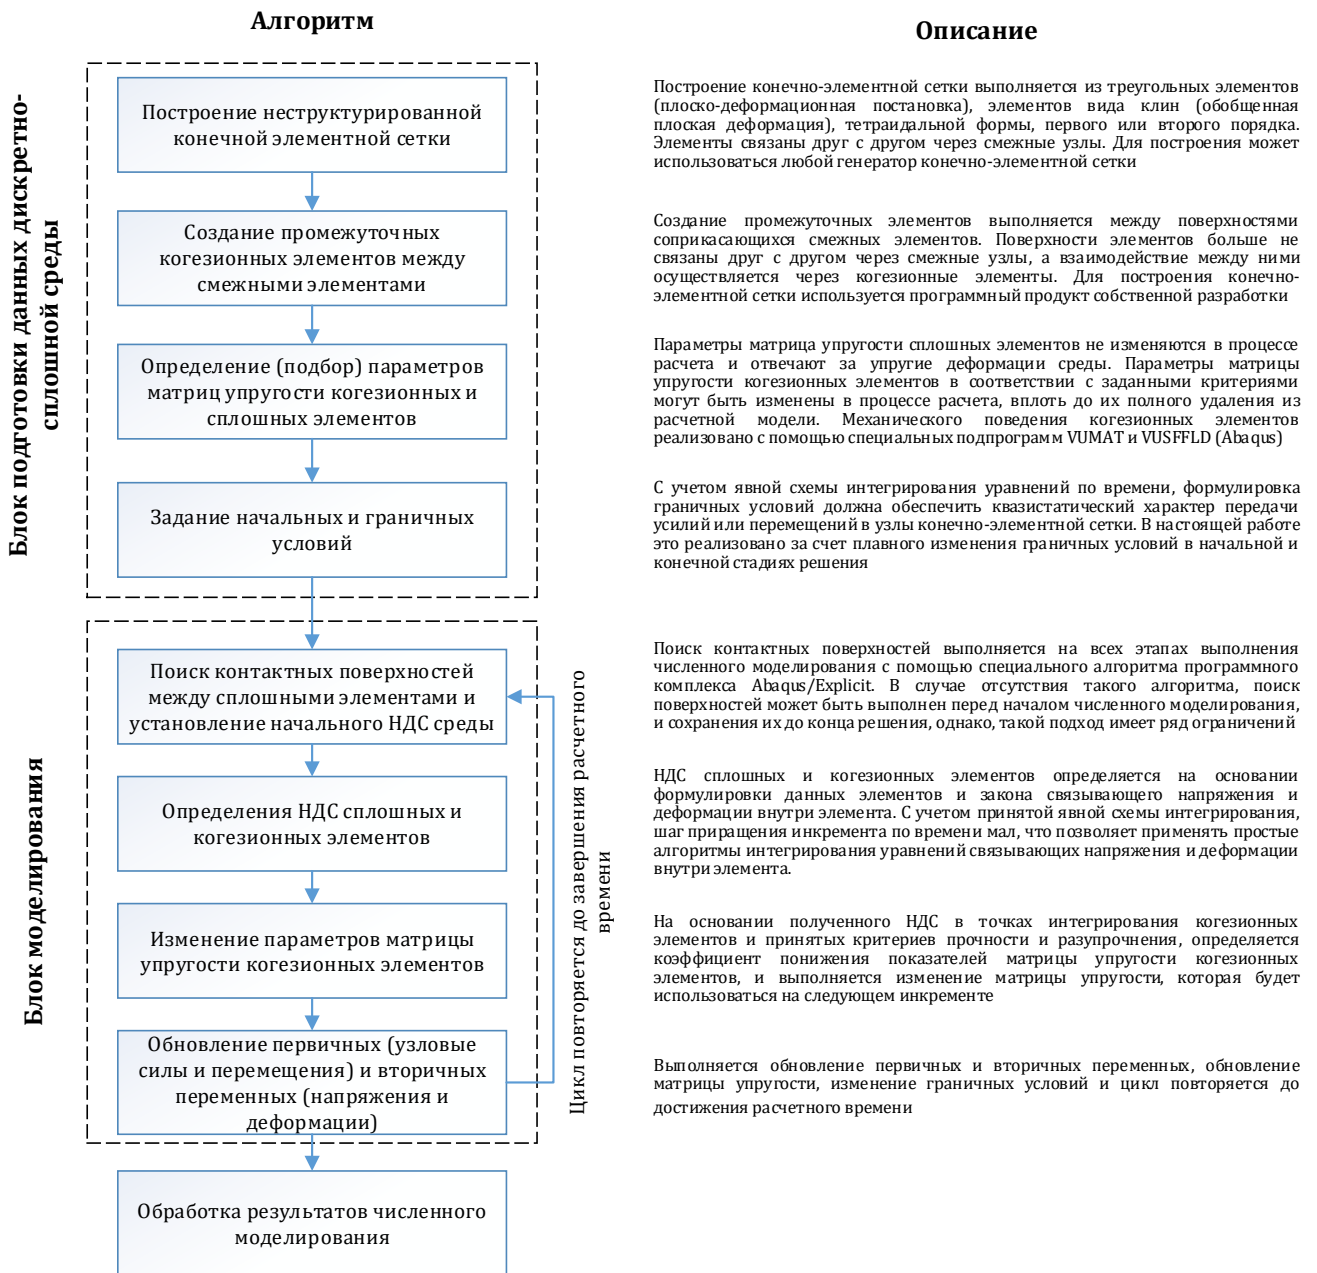 Алгоритм
Описание
Блок подготовки данных дискретно-
сплошной среды
Построение неструктурированной
конечной элементной сетки
Построение конечно-элементной сетки выполняется из треугольных элементов
(плоско-деформационная постановка), элементов вида клин (обобщенная
плоская деформация), тетраидальной формы, первого или второго порядка.
Элементы связаны друг с другом через смежные узлы. Для построения может
использоваться любой генератор конечно-элементной сетки
Создание промежуточных
когезионных элементов между
смежными элементами
Создание промежуточных элементов выполняется между поверхностями
соприкасающихся смежных элементов. Поверхности элементов больше не
связаны друг с другом через смежные узлы, а взаимодействие между ними
осуществляется через когезионные элементы. Для построения конечно-
элементной сетки используется программный продукт собственной разработки
Определение (подбор) параметров
матриц упругости когезионных и
сплошных элементов
Параметры матрица упругости сплошных элементов не изменяются в процессе
расчета и отвечают за упругие деформации среды. Параметры матрицы
упругости когезионных элементов в соответствии с заданными критериями
могут быть изменены в процессе расчета, вплоть до их полного удаления из
расчетной модели. Механического поведения когезионных элементов
реализовано с помощью специальных подпрограмм VUMAT и VUSFFLD (Abaqus)
Задание начальных и граничных
условий
С учетом явной схемы интегрирования уравнений по времени, формулировка
граничных условий должна обеспечить квазистатический характер передачи
усилий или перемещений в узлы конечно-элементной сетки. В настоящей работе
это реализовано за счет плавного изменения граничных условий в начальной и
конечной стадиях решения
Блок моделирования
Поиск контактных поверхностей
между сплошными элементами и
установление начального НДС среды
Поиск контактных поверхностей выполняется на всех этапах выполнения
численного моделирования с помощью специального алгоритма программного
комплекса Abaqus/Explicit. В случае отсутствия такого алгоритма, поиск
поверхностей может быть выполнен перед началом численного моделирования,
и сохранения их до конца решения, однако, такой подход имеет ряд ограничений
Определения НДС сплошных и
когезионных элементов
НДС сплошных и когезионных элементов определяется на основании
формулировки данных элементов и закона связывающего напряжения и
деформации внутри элемента. С учетом принятой явной схемы интегрирования,
шаг приращения инкремента по времени мал, что позволяет применять простые
алгоритмы интегрирования уравнений связывающих напряжения и деформации
внутри элемента.
Изменение параметров матрицы
упругости когезионных элементов
На основании полученного НДС в точках интегрирования когезионных
элементов и принятых критериев прочности и разупрочнения, определяется
коэффициент понижения показателей матрицы упругости когезионных
элементов, и выполняется изменение матрицы упругости, которая будет
использоваться на следующем инкременте
Обновление первичных (узловые
силы и перемещения) и вторичных
переменных (напряжения и
деформации)
Цикл повторяется до завершения расчетного
времени
Выполняется обновление первичных и вторичных переменных, обновление
матрицы упругости, изменение граничных условий и цикл повторяется до
достижения расчетного времени
Обработка результатов численного
моделирования